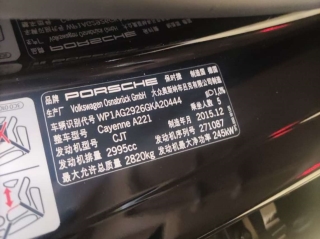 品牌 PORSCHE 保时捷 制造国 德国
生产厂 Volkswagen Osnabrück GmbH 大众奥斯纳布吕克有限公司
车辆识别代号 WP1AG2926GKA20444
车辆型号 Cayenne A221 制造年月 2015.12
发动机型号 CJT 乘坐人数 5
发动机排量 2995cc 发动机序列号 271087
最大允许总质量 2820kg 发动机最大净功率 245kW